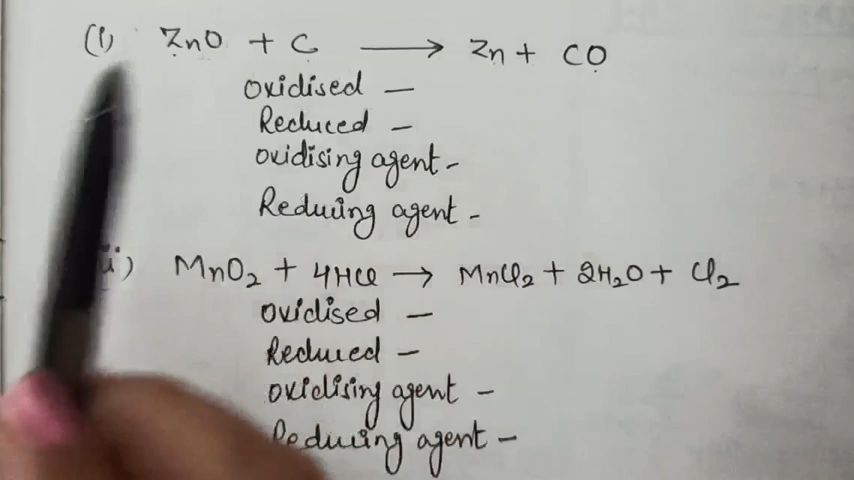 (i) ZnO + C ⟶ Zn + CO
Oxidised —
Reduced —
Oxidising agent -
Reducing agent -
ii) MnO₂ + 4HCl → MnCl₂ + 2H₂O + Cl₂
Oxidised —
Reduced —
Oxidising agent -
Reducing agent -